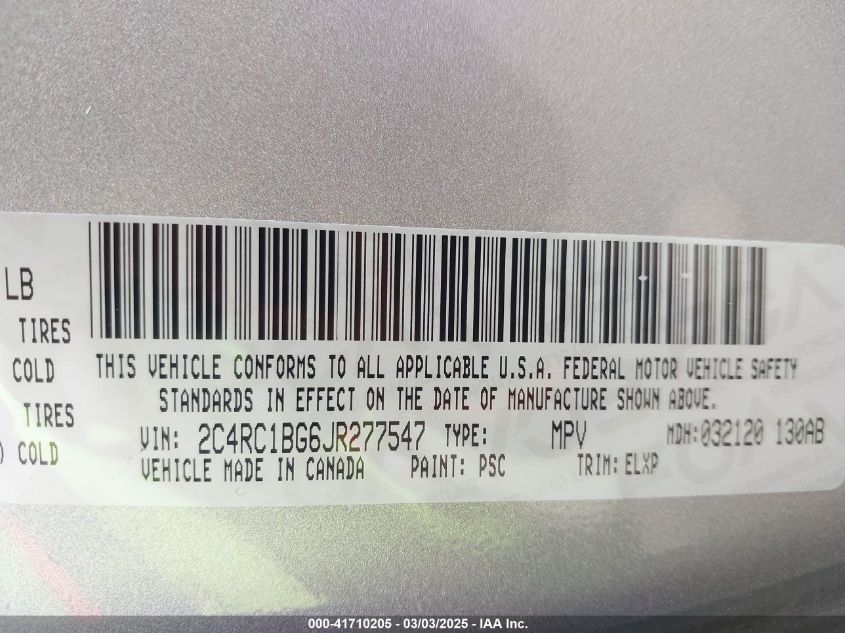 LB
TIRES
COLD
TIRES
) COLD
THIS VEHICLE CONFORMS TO ALL APPLICABLE U.S.A. FEDERAL MOTOR VEHICLE SAFETY
STANDARDS IN EFFECT ON THE DATE OF MANUFACTURE SHOWN ABOVE.
VIN: 2C4RC1BG6JR277547 TYPE: MPV MDH:032120 130AB
VEHICLE MADE IN CANADA PAINT: PSC TRIM: ELXP
000-41710205 - 03/03/2025 - IAA Inc.